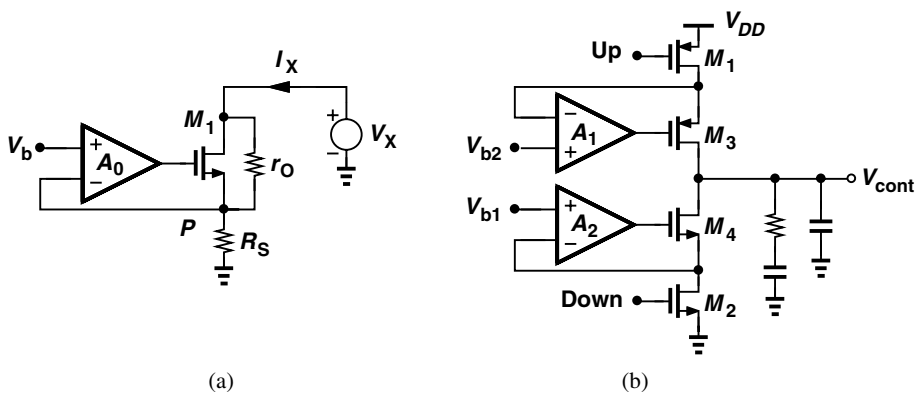 I_X
M_1
V_b
+
A_0
−
r_O
+
−
V_X
P
R_S
(a)
V_DD
Up
M_1
−
A_1
+
V_b2
M_3
V_cont
V_b1
+
A_2
−
M_4
Down
M_2
(b)